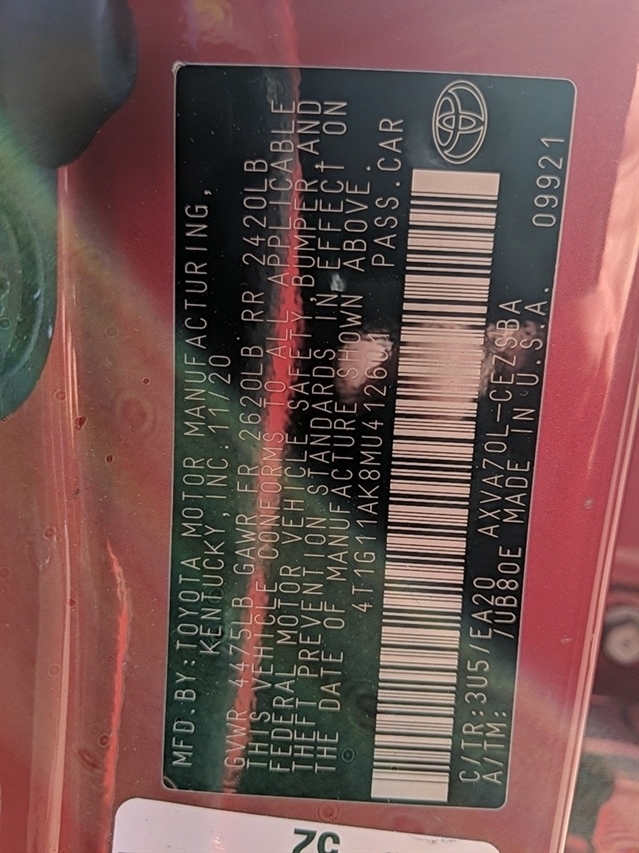 MFD.BY:TOYOTA MOTOR MANUFACTURING,
KENTUCKY, INC 11/20
GVWR 4475LB GAWR FR 2620LB RR 2420LB
THIS VEHICLE CONFORMS TO ALL APPLICABLE
FEDERAL MOTOR VEHICLE SAFETY, BUMPER, AND
THEFT PREVENTION STANDARDS IN EFFECT ON
THE DATE OF MANUFACTURE SHOWN ABOVE.
PASS.CAR
C/TR:3U5/EA20 AXVA70L-CEZSBA
A/TM: /UB80E MADE IN U.S.A. 09921